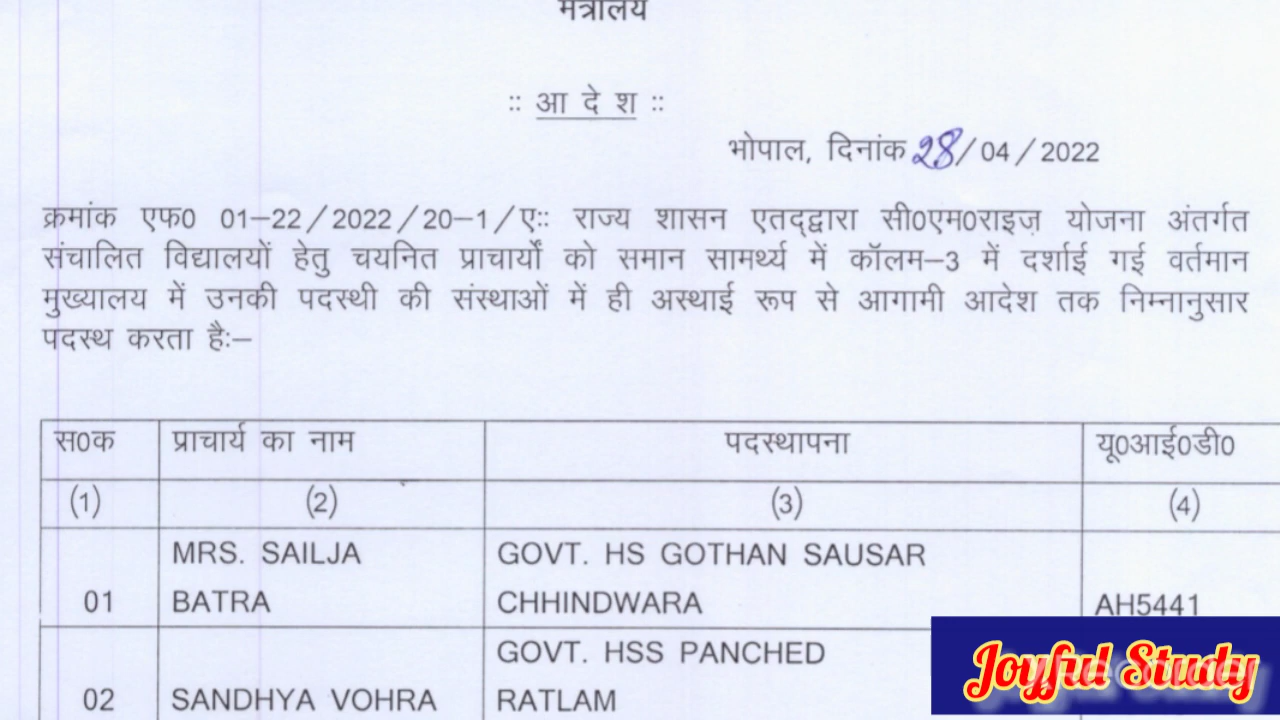 मंत्रालय
:: आ दे श ::
भोपाल, दिनांक 28/04/2022
क्रमांक एफ0 01–22/2022/20–1/ए:: राज्य शासन एतद्द्वारा सी0एम0राइज़ योजना अंतर्गत
संचालित विद्यालयों हेतु चयनित प्राचार्यों को समान सामर्थ्य में कॉलम–3 में दर्शाई गई वर्तमान
मुख्यालय में उनकी पदस्थी की संस्थाओं में ही अस्थाई रूप से आगामी आदेश तक निम्नानुसार
पदस्थ करता है:–
स0क प्राचार्य का नाम पदस्थापना यू0आई0डी0
(1) (2) (3) (4)
MRS. SAILJA GOVT. HS GOTHAN SAUSAR
01 BATRA CHHINDWARA AH5441
GOVT. HSS PANCHED
02 SANDHYA VOHRA RATLAM
Joyful Study